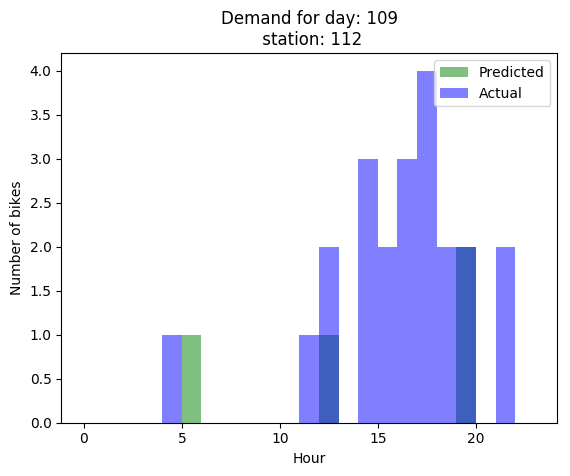 Demand for day: 109
station: 112
Predicted
Actual
4.0
3.5
3.0
2.5
2.0
1.5
1.0
0.5
0.0
Number of bikes
0 5 10 15 20
Hour